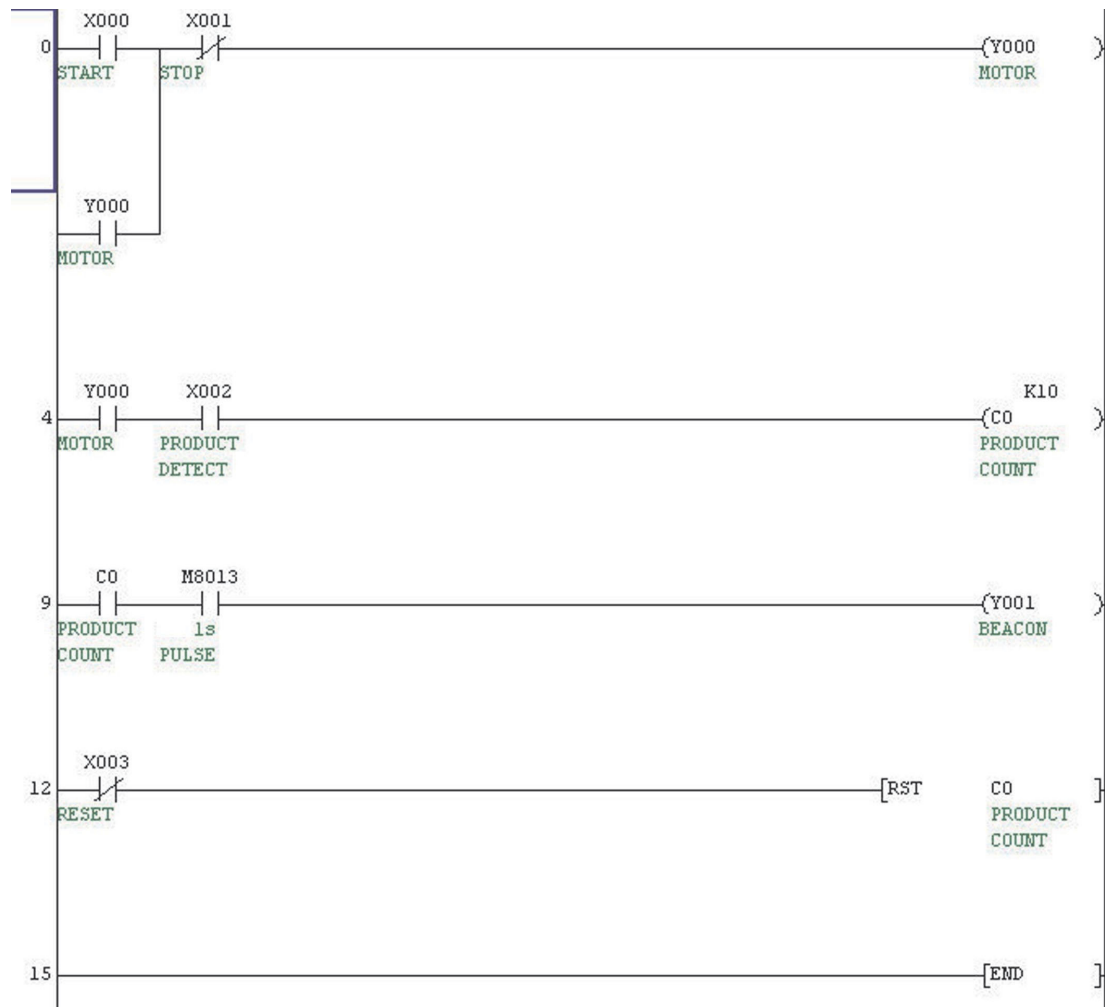 X000 X001
0 (Y000 )
START STOP MOTOR
Y000
MOTOR
Y000 X002 K10
4 (C0 )
MOTOR PRODUCT PRODUCT
DETECT COUNT
C0 M8013
9 (Y001 )
PRODUCT 1s BEACON
COUNT PULSE
X003
12 [RST C0 ]
RESET PRODUCT
COUNT
15 [END ]